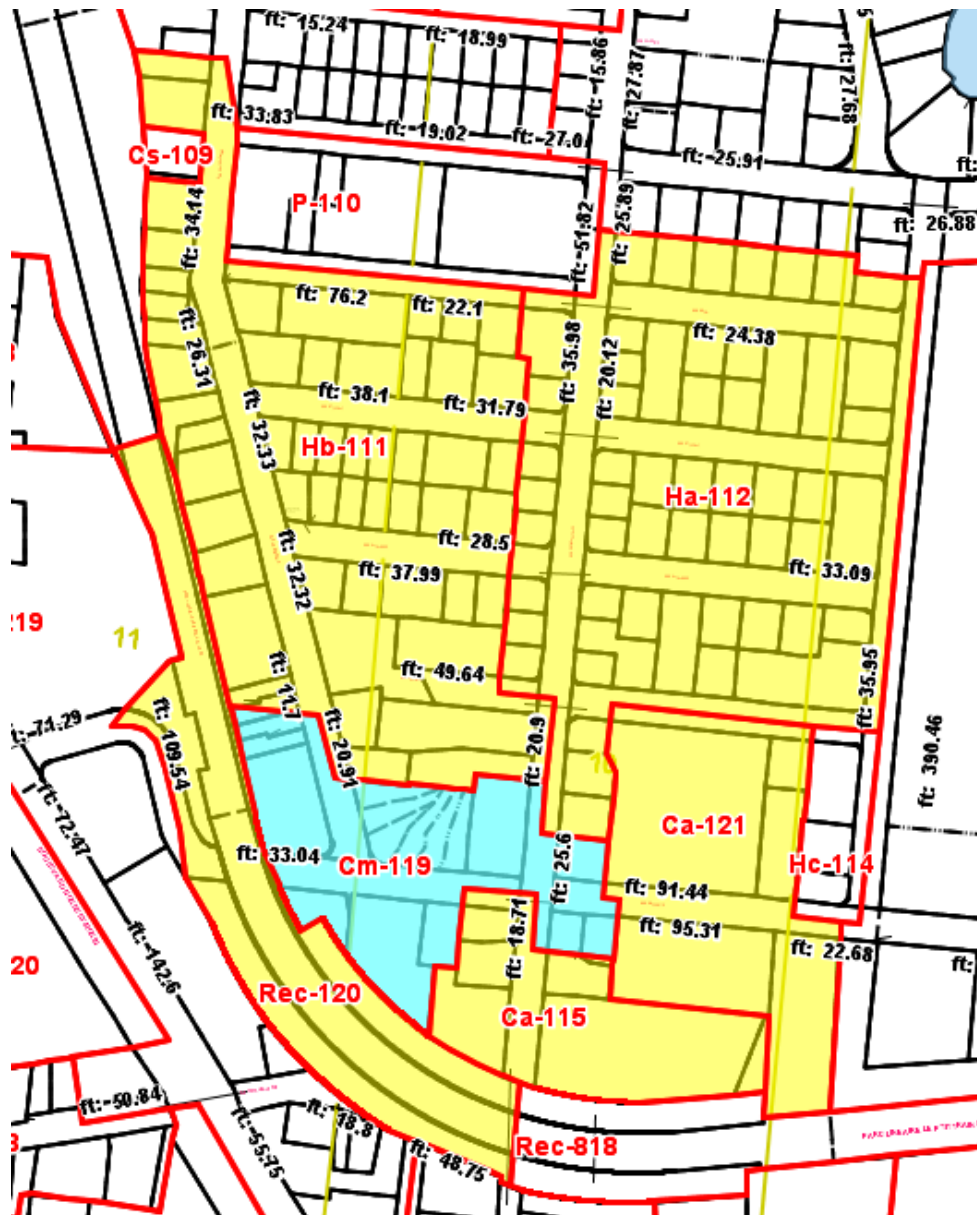 ft: 15.24
ft: 18.99
ft: 15.86
ft: 27.87
ft: 27.68
ft: 33.83
ft: 19.02
ft: 27.0
ft: 25.91
ft:
Cs-109
P-110
ft: 34.14
ft: 51.82
ft: 25.89
26.88
ft: 76.2
ft: 22.1
ft: 24.38
ft: 26.31
ft: 35.98
ft: 20.12
ft: 38.1
ft: 31.79
ft: 32.33
Hb-111
Ha-112
ft: 28.5
ft: 32.32
ft: 37.99
ft: 33.09
19
11
ft: 49.64
ft: 11.7
ft: 35.95
ft: 71.29
ft: 109.54
ft: 20.91
ft: 20.9
ft: 390.46
ft: 72.47
Ca-121
ft: 33.04
Cm-119
ft: 25.6
Hc-114
ft: 91.44
ft: 18.71
ft: 95.31
ft: 142.6
22.68
ft:
20
Rec-120
Ca-115
ft: 50.84
ft: 55.75
ft: 18.8
ft: 48.75
Rec-818